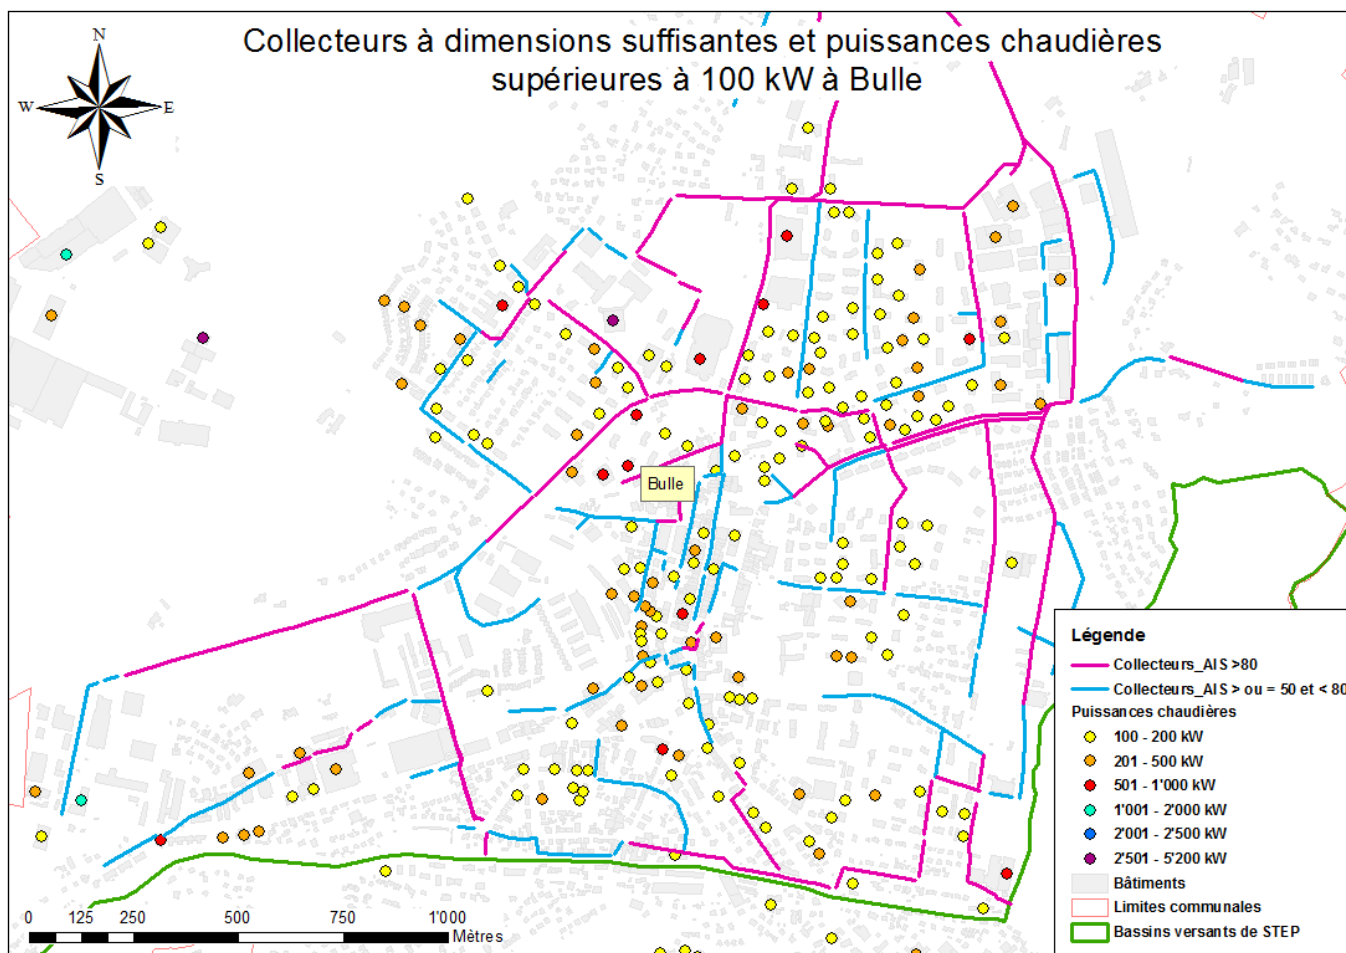 Collecteurs à dimensions suffisantes et puissances chaudières
supérieures à 100 kW à Bulle
N
W
E
S
Bulle
Légende
Collecteurs_AIS >80
Collecteurs_AIS > ou = 50 et < 80
Puissances chaudières
100 - 200 kW
201 - 500 kW
501 - 1'000 kW
1'001 - 2'000 kW
2'001 - 2'500 kW
2'501 - 5'200 kW
Bâtiments
Limites communales
Bassins versants de STEP
0 125 250 500 750 1'000
Mètres